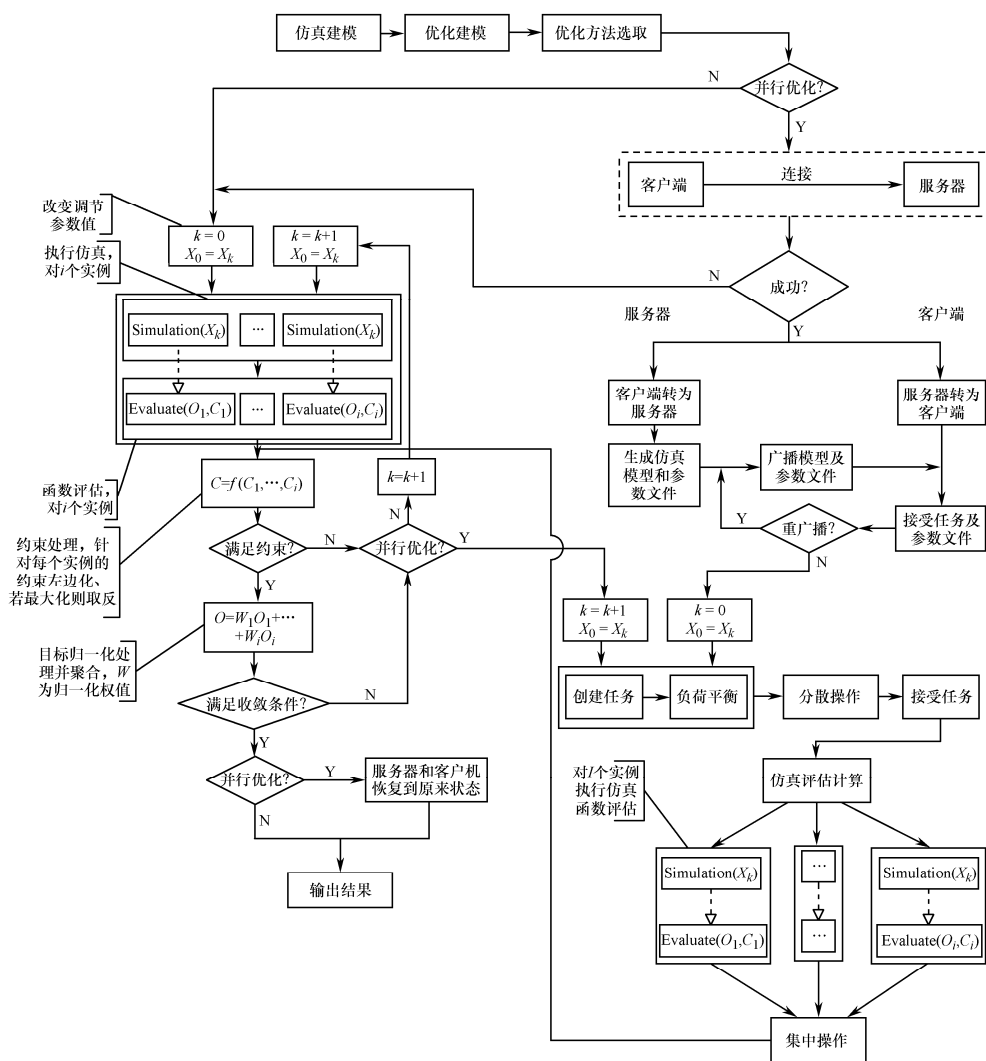 仿真建模
优化建模
优化方法选取
并行优化?
N
Y
客户端
连接
服务器
改变调节
参数值
k = 0
X0 = Xk
k = k+1
X0 = Xk
执行仿真,
对i个实例
N
成功?
Y
服务器
客户端
Simulation(Xk)
...
Simulation(Xk)
Evaluate(O1,C1)
...
Evaluate(Oi,Ci)
客户端转为
服务器
服务器转为
客户端
生成仿真
模型和参
数文件
广播模型及
参数文件
函数评估,
对i个实例
C=f(C1,…,Ci)
k=k+1
N
重广播?
Y
N
接受任务及
参数文件
约束处理, 针
对每个实例的
约束左边化、
若最大化则取反
满足约束?
N
Y
并行优化?
Y
O=W1O1+…
+WiOi
k = k+1
X0 = Xk
k = 0
X0 = Xk
目标归一化处
理并聚合, W
为归一化权值
满足收敛条件?
N
Y
创建任务
负荷平衡
分散操作
接受任务
并行优化?
Y
N
服务器和客户机
恢复到原来状态
对I个实例
执行仿真
函数评估
仿真评估计算
输出结果
Simulation(Xk)
...
Simulation(Xk)
Evaluate(O1,C1)
...
Evaluate(Oi,Ci)
集中操作